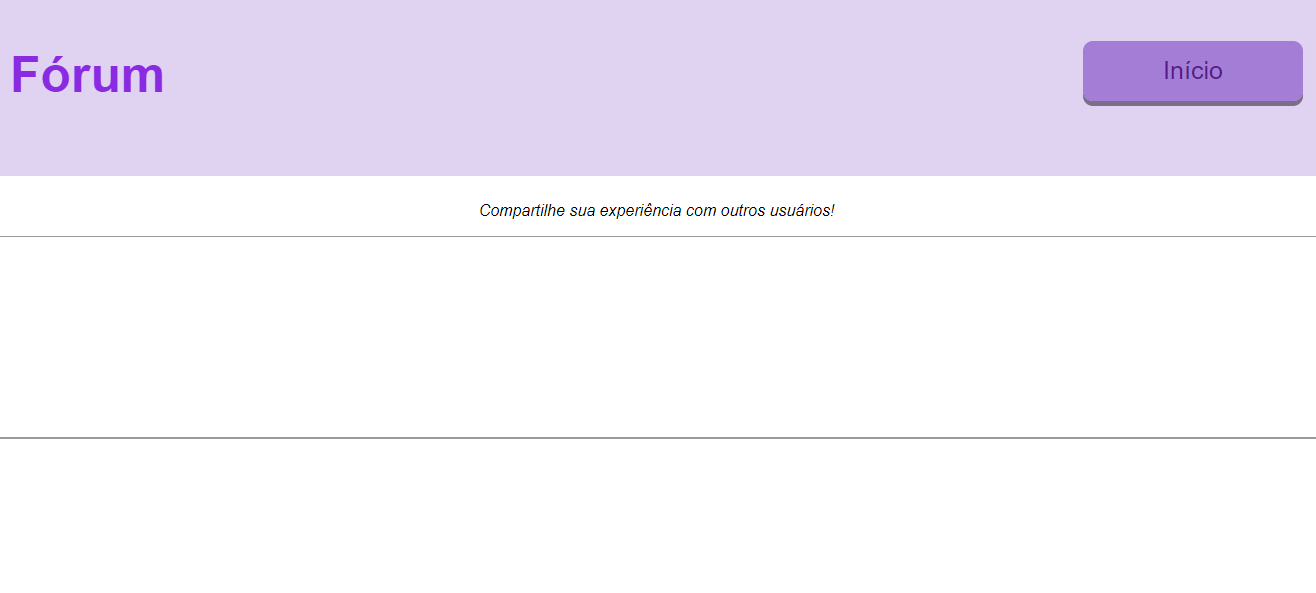 Fórum
Início
Compartilhe sua experiência com outros usuários!